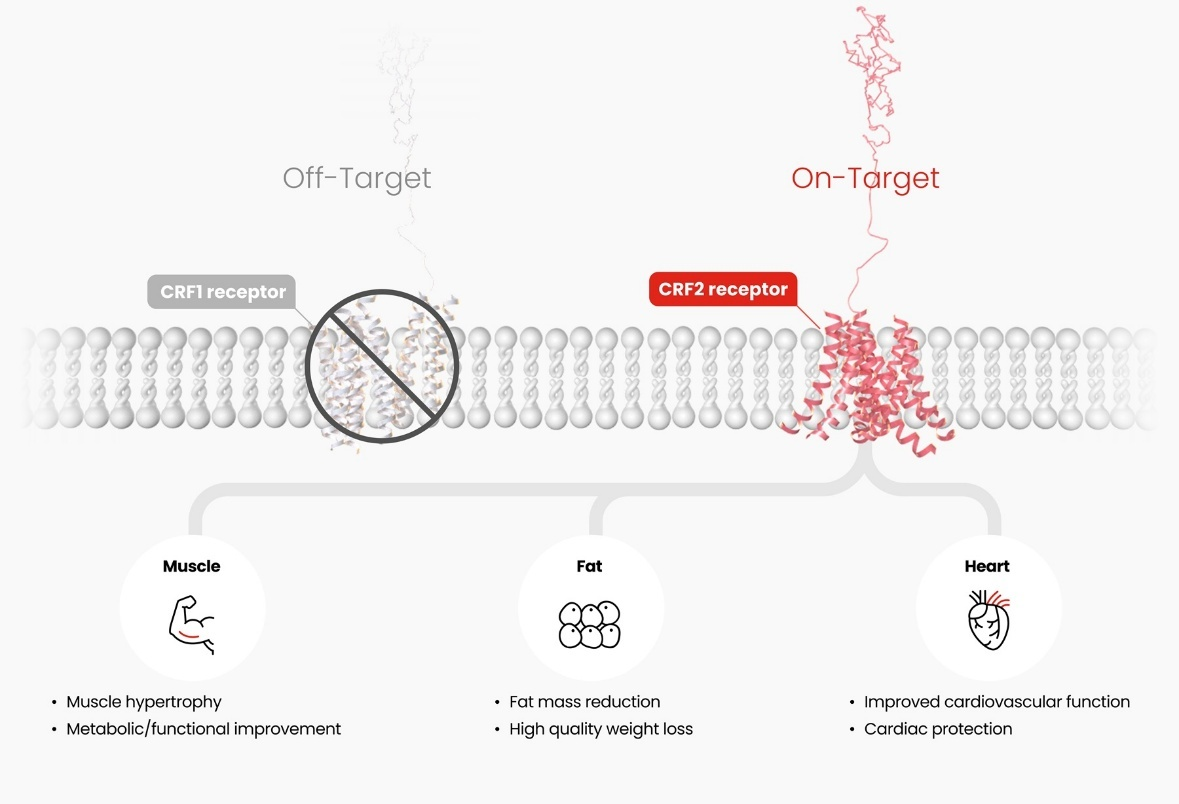 Off-Target
On-Target
CRF1 receptor
CRF2 receptor
Muscle
Fat
Heart
• Muscle hypertrophy
• Metabolic/functional improvement
• Fat mass reduction
• High quality weight loss
• Improved cardiovascular function
• Cardiac protection